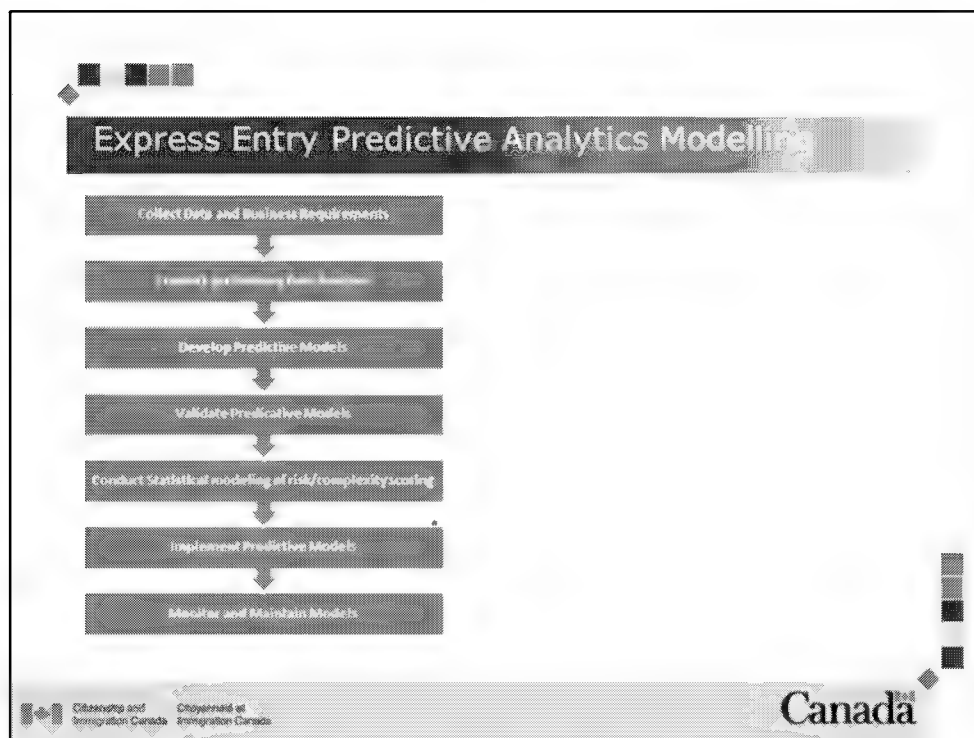 Express Entry Predictive Analytics Modelling
Collect Data and Business Requirements
Develop Predictive Models
Validate Predicative Models
Conduct Statistical modeling of risk/complexity scoring
Implement Predictive Models
Monitor and Maintain Models
Citizenship and
Immigration Canada
Citoyenneté et
Immigration Canada
Canada